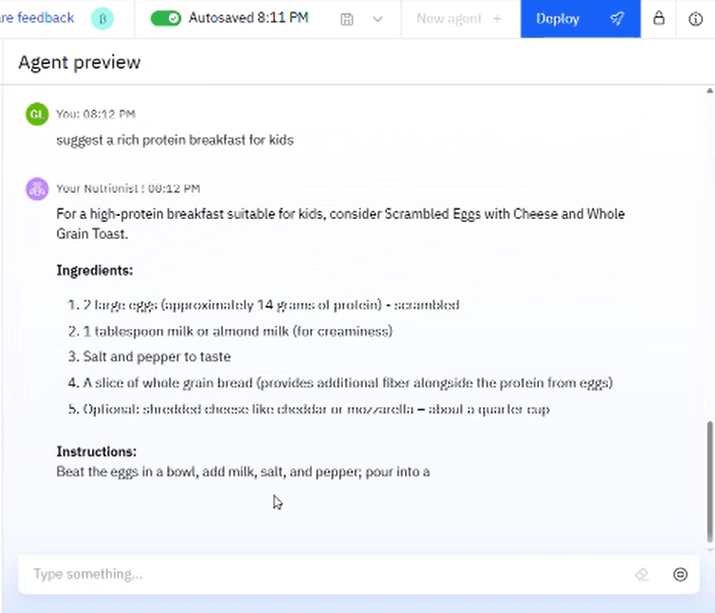 re feedback β Autosaved 8:11 PM New agent + Deploy
Agent preview
GL You: 08:12 PM
suggest a rich protein breakfast for kids
Your Nutrionist ! 08:12 PM
For a high-protein breakfast suitable for kids, consider Scrambled Eggs with Cheese and Whole
Grain Toast.
Ingredients:
1. 2 large eggs (approximately 14 grams of protein) - scrambled
2. 1 tablespoon milk or almond milk (for creaminess)
3. Salt and pepper to taste
4. A slice of whole grain bread (provides additional fiber alongside the protein from eggs)
5. Optional: shredded cheese like cheddar or mozzarella – about a quarter cup
Instructions:
Beat the eggs in a bowl, add milk, salt, and pepper; pour into a
Type something...